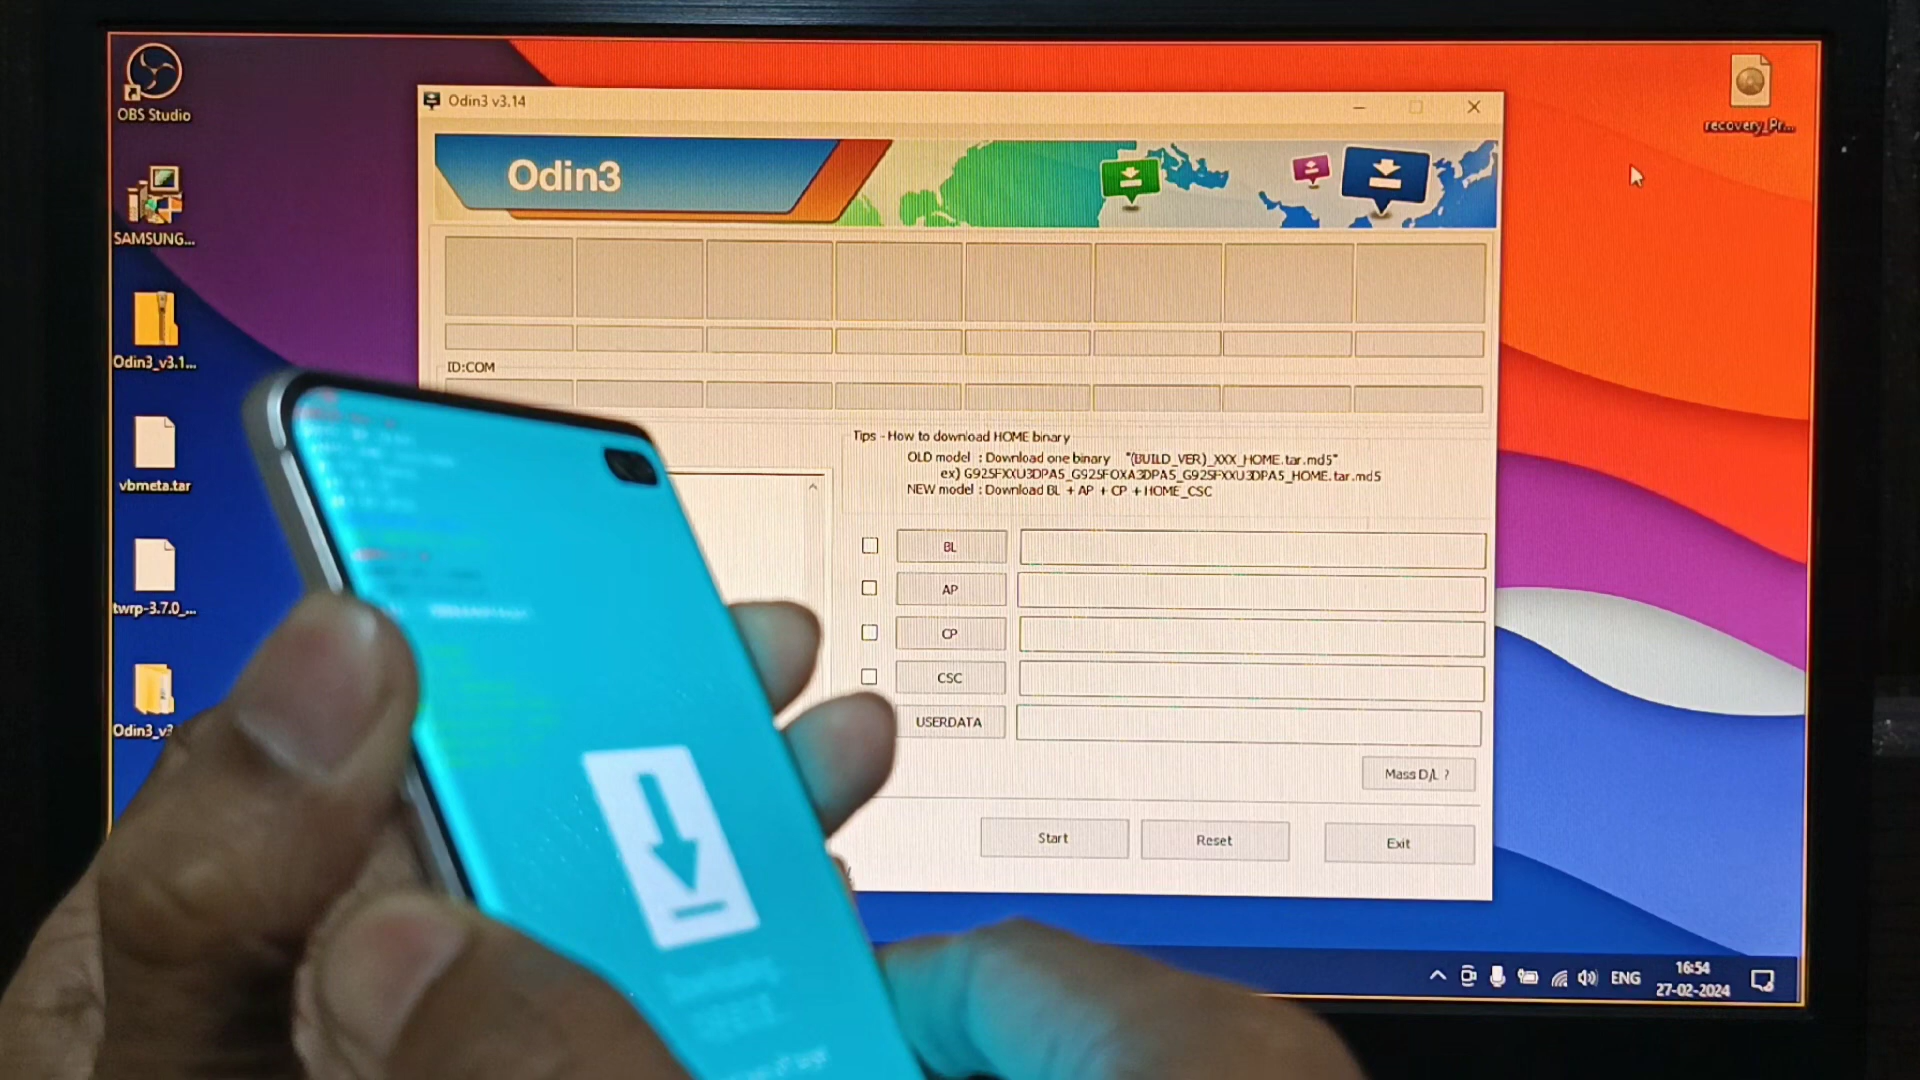 OBS Studio
SAMSUNG...
Odin3_v3.1...
vbmeta.tar
twrp-3.7.0_...
Odin3_v3
recovery_Pr...
Odin3 v3.14
Odin3
ID:COM
Tips - How to download HOME binary
OLD model : Download one binary "(BUILD_VER)_XXX_HOME.tar.md5"
ex) G925FXXU3DPA5_G925FOXA3DPA5_G925FXXU3DPA5_HOME.tar.md5
NEW model : Download BL + AP + CP + HOME_CSC
BL
AP
CP
CSC
USERDATA
Mass D/L ?
Start
Reset
Exit
ENG
16:54
27-02-2024